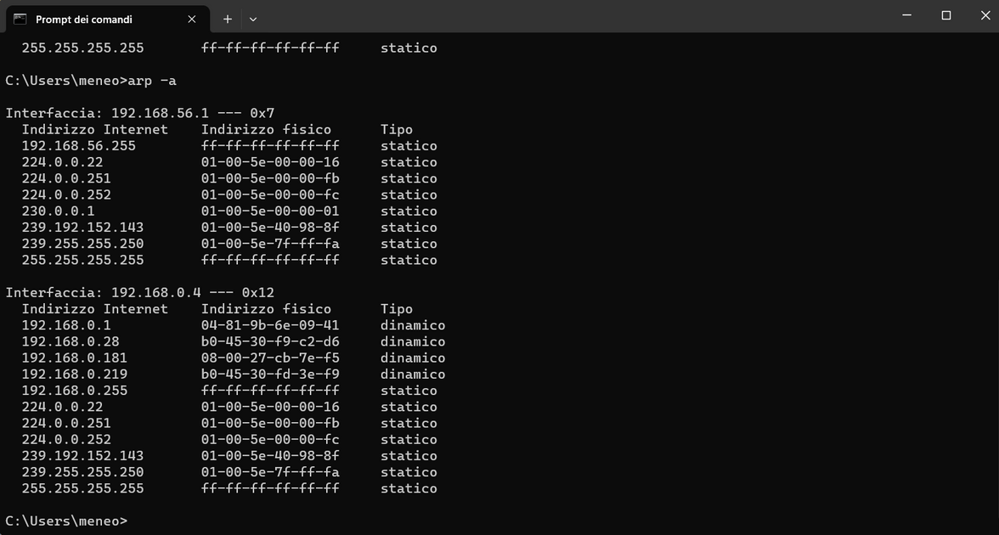 Prompt dei comandi
255.255.255.255 ff-ff-ff-ff-ff-ff statico
C:\Users\meneo>arp -a
Interfaccia: 192.168.56.1 --- 0x7
Indirizzo Internet Indirizzo fisico Tipo
192.168.56.255 ff-ff-ff-ff-ff-ff statico
224.0.0.22 01-00-5e-00-00-16 statico
224.0.0.251 01-00-5e-00-00-fb statico
224.0.0.252 01-00-5e-00-00-fc statico
230.0.0.1 01-00-5e-00-00-01 statico
239.192.152.143 01-00-5e-40-98-8f statico
239.255.255.250 01-00-5e-7f-ff-fa statico
255.255.255.255 ff-ff-ff-ff-ff-ff statico
Interfaccia: 192.168.0.4 --- 0x12
Indirizzo Internet Indirizzo fisico Tipo
192.168.0.1 04-81-9b-6e-09-41 dinamico
192.168.0.28 b0-45-30-f9-c2-d6 dinamico
192.168.0.181 08-00-27-cb-7e-f5 dinamico
192.168.0.219 b0-45-30-fd-3e-f9 dinamico
192.168.0.255 ff-ff-ff-ff-ff-ff statico
224.0.0.22 01-00-5e-00-00-16 statico
224.0.0.251 01-00-5e-00-00-fb statico
224.0.0.252 01-00-5e-00-00-fc statico
239.192.152.143 01-00-5e-40-98-8f statico
239.255.255.250 01-00-5e-7f-ff-fa statico
255.255.255.255 ff-ff-ff-ff-ff-ff statico
C:\Users\meneo>